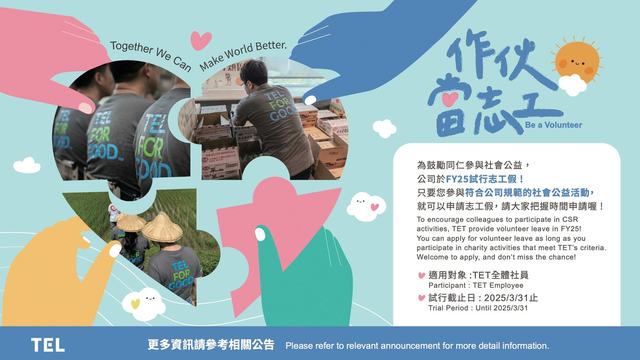 Together We Can
Make World Better.
作伙
當志工
Be a Volunteer
TEL
FOR
GOOD
TEL
FOR
GOOD
TEL
FOR
GOOD
TEL
FOR
GOOD
為鼓勵同仁參與社會公益，
公司於FY25試行志工假！
只要您參與符合公司規範的社會公益活動，
就可以申請志工假，請大家把握時間申請喔！
To encourage colleagues to participate in CSR
activities, TET provide volunteer leave in FY25!
You can apply for volunteer leave as long as you
participate in charity activities that meet TET's criteria.
Welcome to apply, and don't miss the chance!
適用對象 :TET全體社員
Participant : TET Employee
試行截止日 : 2025/3/31止
Trial Period : Until 2025/3/31
TEL
更多資訊請參考相關公告 Please refer to relevant announcement for more detail information.